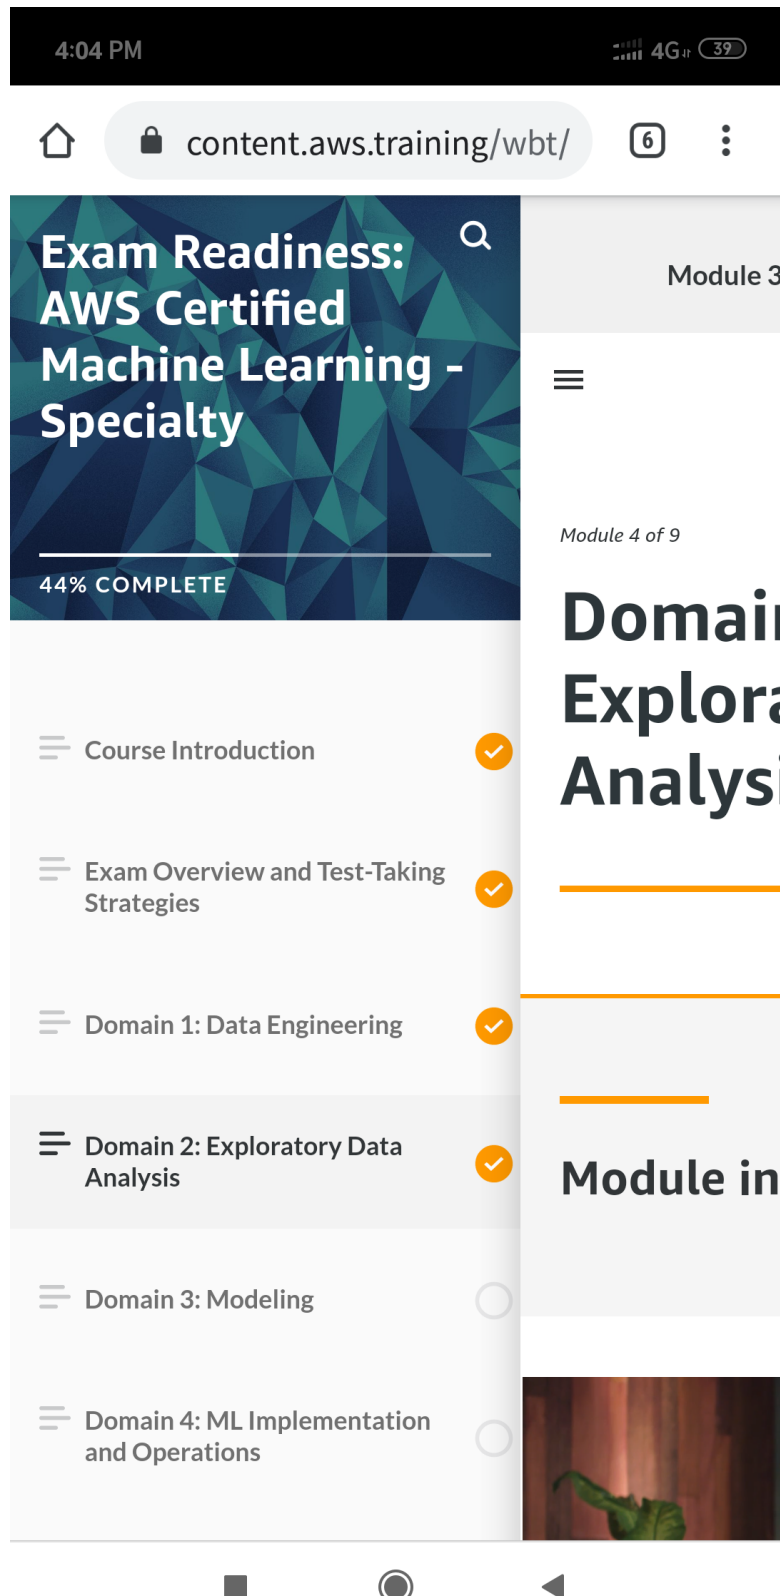 4:04 PM
4G 39
content.aws.training/wbt/
6
Exam Readiness:
AWS Certified
Machine Learning -
Specialty
44% COMPLETE
Course Introduction
Exam Overview and Test-Taking
Strategies
Domain 1: Data Engineering
Domain 2: Exploratory Data
Analysis
Domain 3: Modeling
Domain 4: ML Implementation
and Operations
Module 3
Module 4 of 9
Domain
Explora
Analysi
Module in